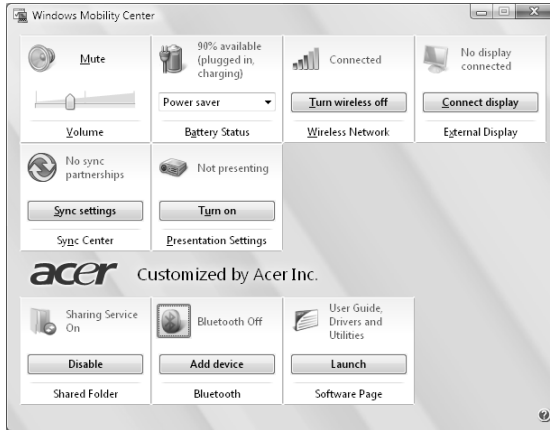 Windows Mobility Center
Mute
Volume
90% available
(plugged in,
charging)
Power saver
Battery Status
Connected
Turn wireless off
Wireless Network
No display
connected
Connect display
External Display
No sync
partnerships
Sync settings
Sync Center
Not presenting
Turn on
Presentation Settings
acer Customized by Acer Inc.
Sharing Service
On
Disable
Shared Folder
Bluetooth Off
Add device
Bluetooth
User Guide,
Drivers and
Utilities
Launch
Software Page